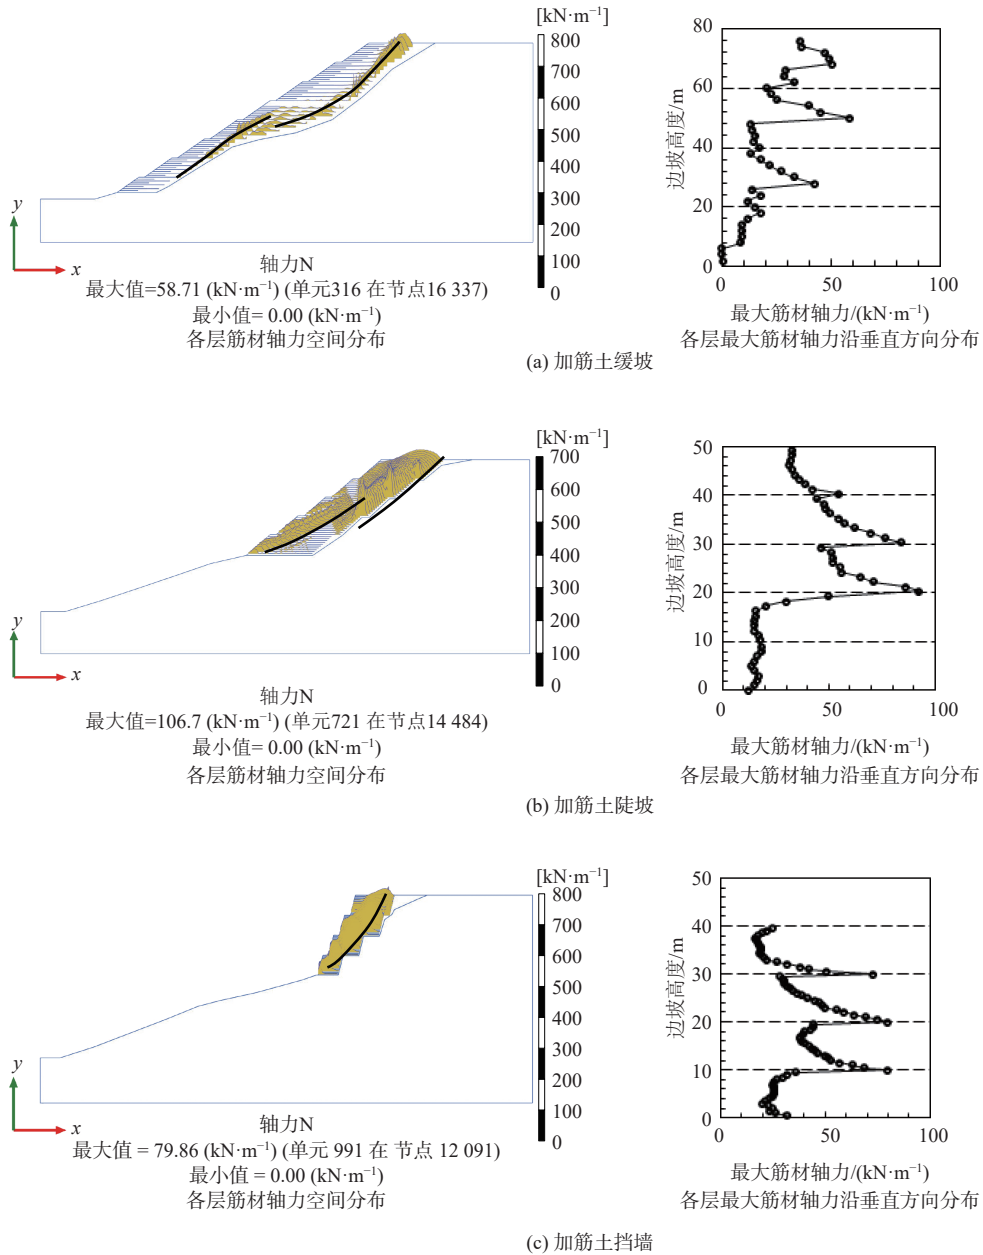 [kN·m⁻¹]
800
700
600
500
400
300
200
100
0
y
x
轴力N
最大值=58.71 (kN·m⁻¹) (单元316 在节点16 337)
最小值= 0.00 (kN·m⁻¹)
各层筋材轴力空间分布
80
60
40
20
0
边坡高度/m
0
50
100
最大筋材轴力/(kN·m⁻¹)
各层最大筋材轴力沿垂直方向分布
(a) 加筋土缓坡
[kN·m⁻¹]
700
600
500
400
300
200
100
0
y
x
轴力N
最大值=106.7 (kN·m⁻¹) (单元721 在节点14 484)
最小值= 0.00 (kN·m⁻¹)
各层筋材轴力空间分布
50
40
30
20
10
0
边坡高度/m
0
50
100
最大筋材轴力/(kN·m⁻¹)
各层最大筋材轴力沿垂直方向分布
(b) 加筋土陡坡
[kN·m⁻¹]
800
700
600
500
400
300
200
100
0
y
x
轴力N
最大值 = 79.86 (kN·m⁻¹) (单元 991 在 节点 12 091)
最小值 = 0.00 (kN·m⁻¹)
各层筋材轴力空间分布
50
40
30
20
10
0
边坡高度/m
0
50
100
最大筋材轴力/(kN·m⁻¹)
各层最大筋材轴力沿垂直方向分布
(c) 加筋土挡墙